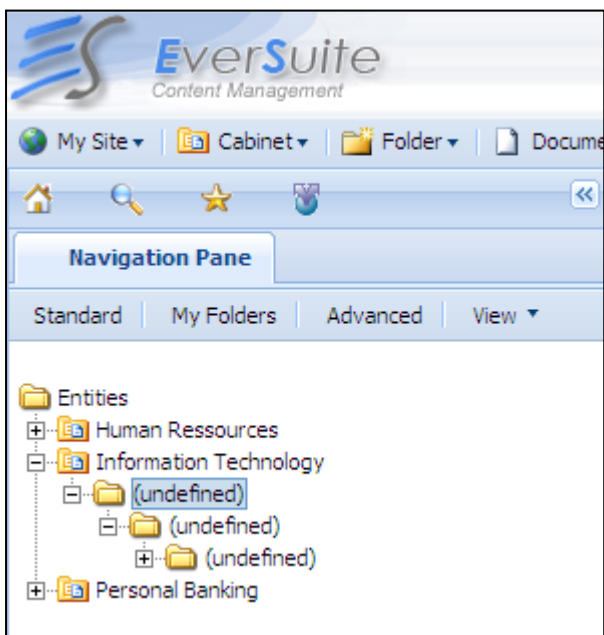 ES EverSuite
Content Management
My Site Cabinet Folder Docume
Navigation Pane
Standard My Folders Advanced View
Entities
Human Ressources
Information Technology
(undefined)
(undefined)
(undefined)
Personal Banking